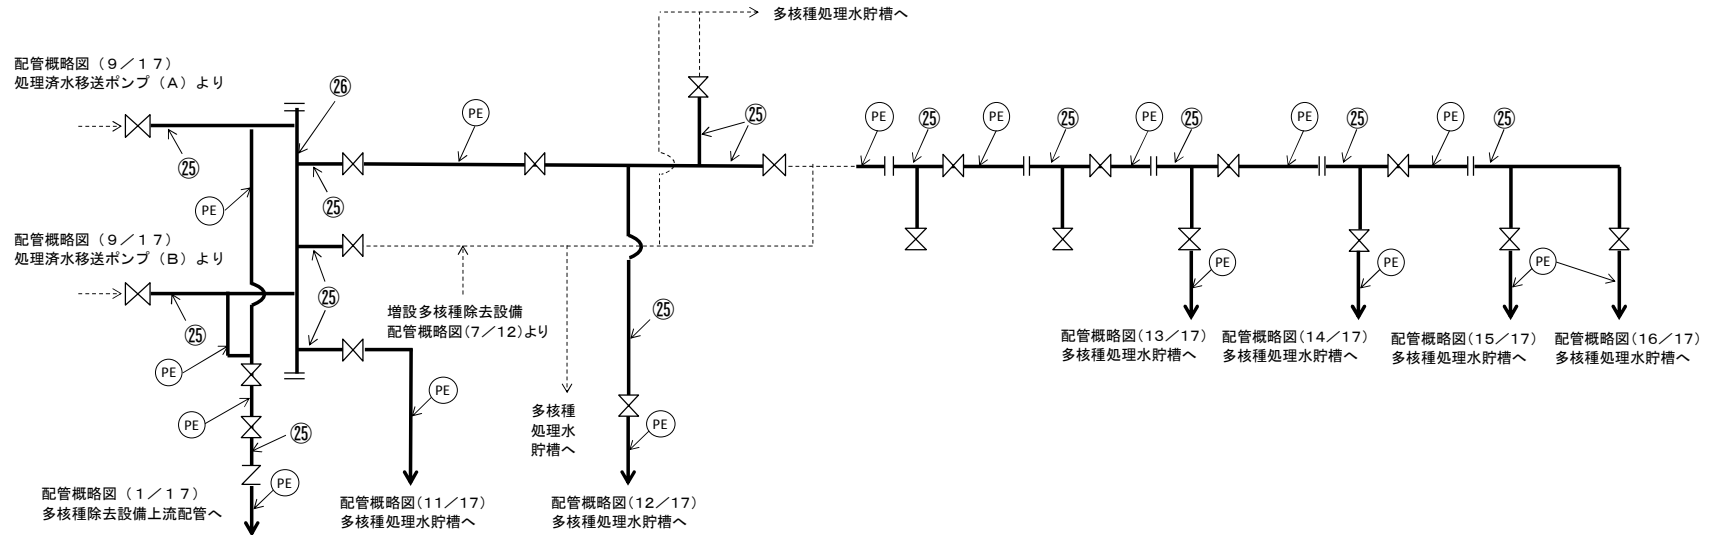 多核種処理水貯槽へ
配管概略図（９／１７）
処理済水移送ポンプ（Ａ）より
㉖
PE
㉕
PE
㉕
PE
㉕
PE
㉕
PE
㉕
PE
㉕
㉕
㉕
PE
配管概略図（９／１７）
処理済水移送ポンプ（Ｂ）より
PE
PE
PE
㉕
㉕
㉕
増設多核種除去設備
配管概略図(７／１２)より
配管概略図(１３／１７)
多核種処理水貯槽へ
配管概略図(１４／１７)
多核種処理水貯槽へ
配管概略図(１５／１７)
多核種処理水貯槽へ
配管概略図(１６／１７)
多核種処理水貯槽へ
PE
PE
PE
多核種
処理水
貯槽へ
PE
㉕
PE
配管概略図（１／１７）
多核種除去設備上流配管へ
配管概略図(１１／１７)
多核種処理水貯槽へ
配管概略図(１２／１７)
多核種処理水貯槽へ